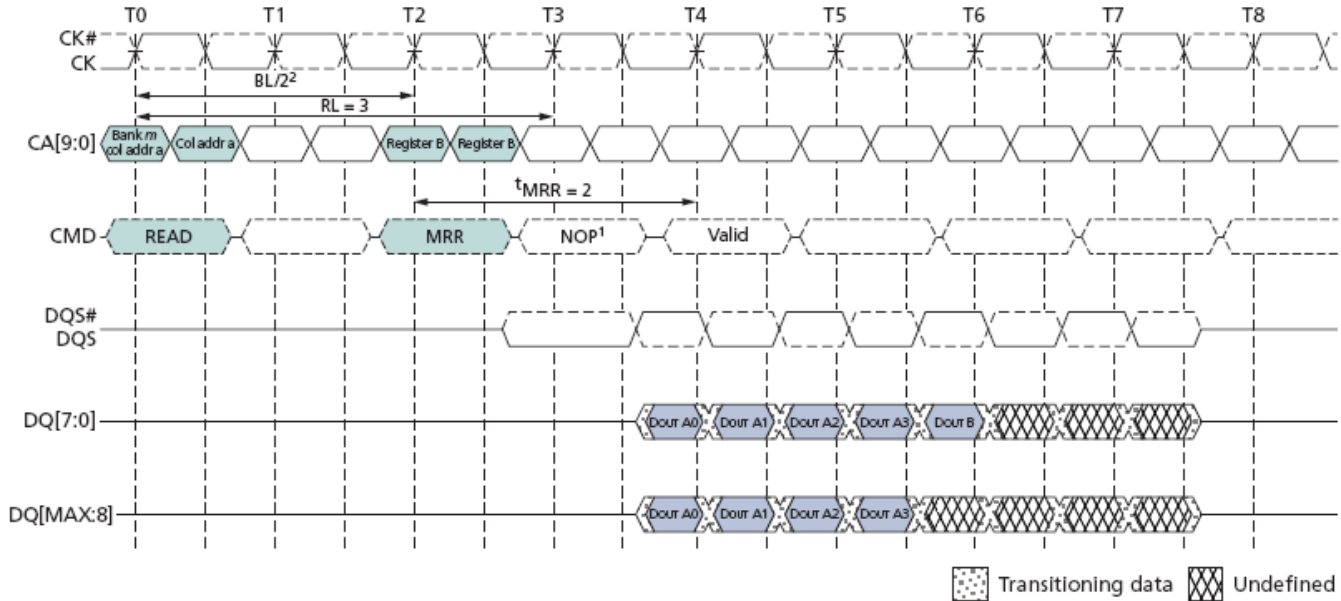 T0 T1 T2 T3 T4 T5 T6 T7 T8
CK#
CK
BL/2²
RL = 3
CA[9:0] Bank m col addr a Col addr a Register B Register B
tMRR = 2
CMD READ MRR NOP¹ Valid
DQS#
DQS
DQ[7:0] DOUT A0 DOUT A1 DOUT A2 DOUT A3 DOUT B
DQ[MAX:8] DOUT A0 DOUT A1 DOUT A2 DOUT A3
Transitioning data Undefined